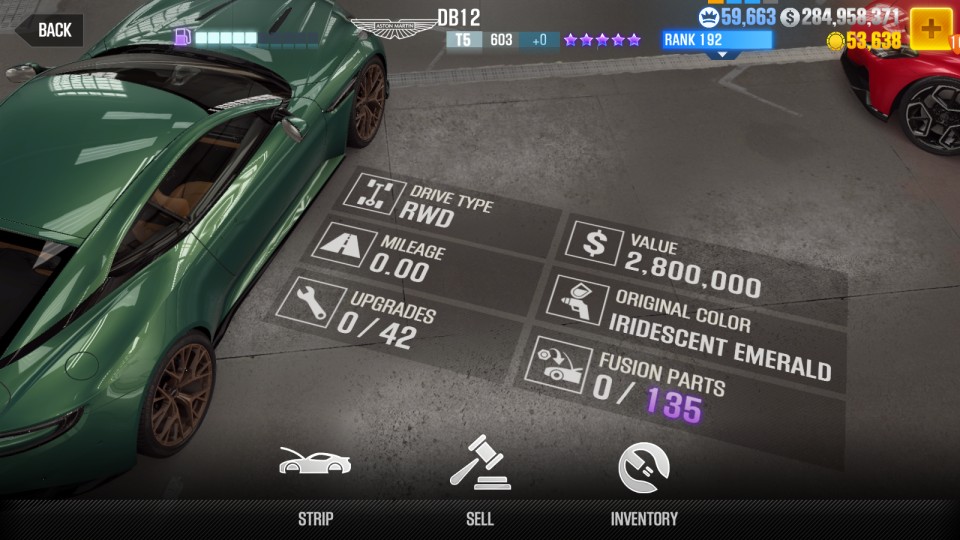 BACK
ASTON MARTIN
DB12
T5 603 +0
RANK 192
59,663
284,958,371
53,638
DRIVE TYPE
RWD
MILEAGE
0.00
UPGRADES
0 / 42
VALUE
2,800,000
ORIGINAL COLOR
IRIDESCENT EMERALD
FUSION PARTS
0 / 135
STRIP
SELL
INVENTORY